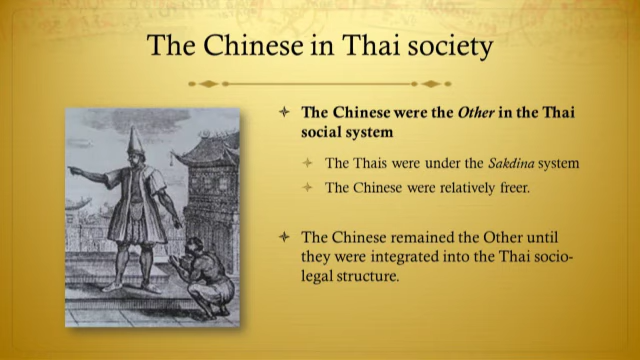 The Chinese in Thai society
The Chinese were the Other in the Thai
social system
The Thais were under the Sakdina system
The Chinese were relatively freer.
The Chinese remained the Other until
they were integrated into the Thai socio-
legal structure.